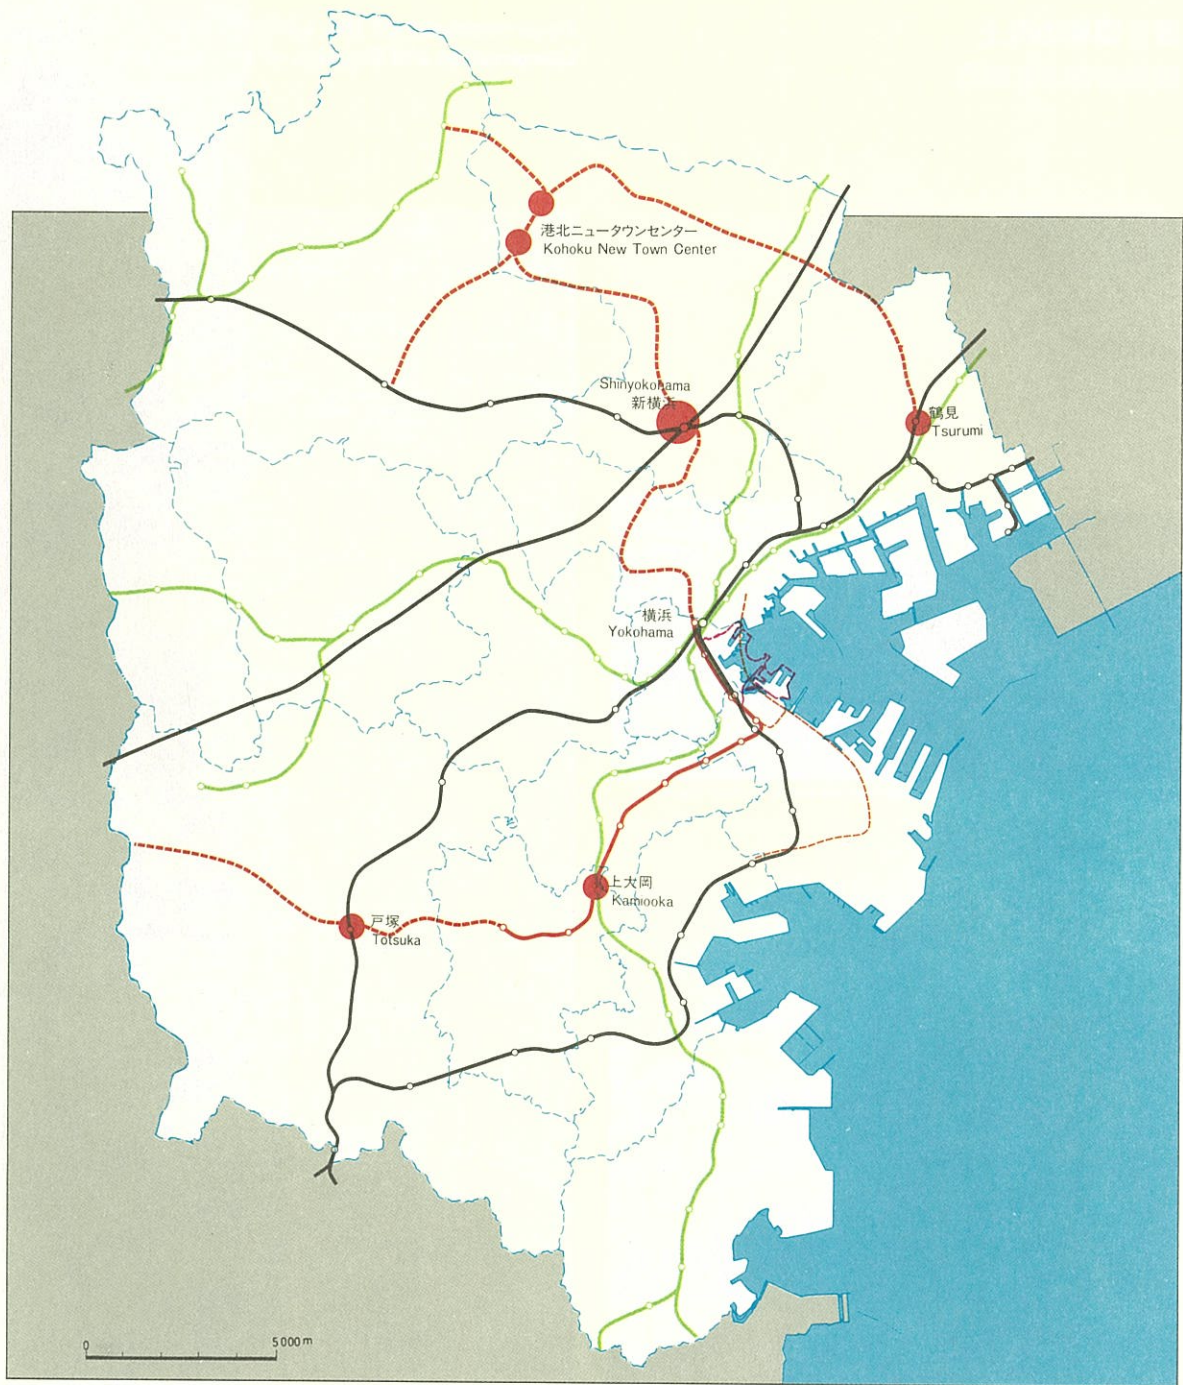 港北ニュータウンセンター
Kohoku New Town Center
Shinyokohama
新横浜
鶴見
Tsurumi
横浜
Yokohama
上大岡
Kamiooka
戸塚
Totsuka
0 5000m